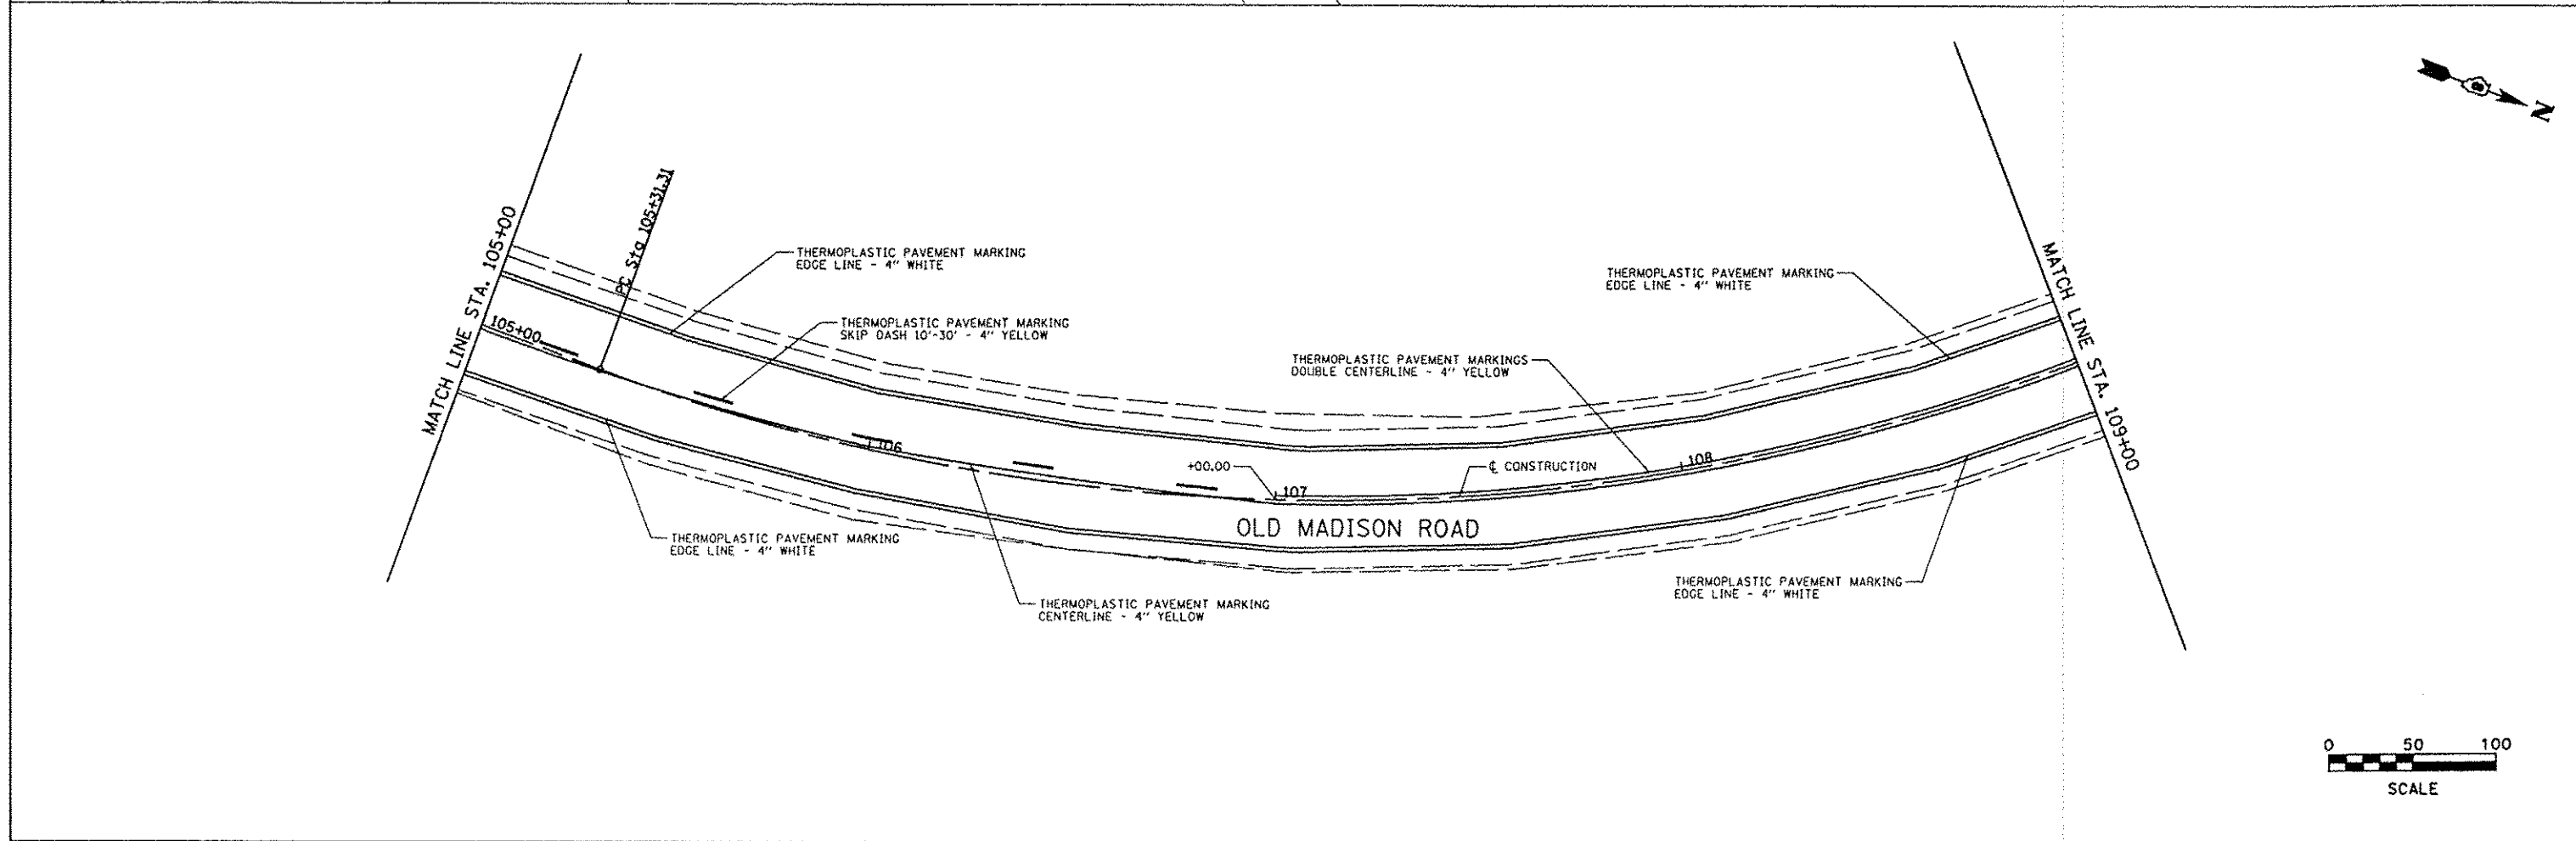 N
MATCH LINE STA. 105+00
PC Sta 105+31.31
THERMOPLASTIC PAVEMENT MARKING
EDGE LINE - 4" WHITE
THERMOPLASTIC PAVEMENT MARKING
SKIP DASH 10'-30' - 4" YELLOW
THERMOPLASTIC PAVEMENT MARKING
EDGE LINE - 4" WHITE
THERMOPLASTIC PAVEMENT MARKINGS
DOUBLE CENTERLINE - 4" YELLOW
MATCH LINE STA. 109+00
105+00
106
+00.00
107
℄ CONSTRUCTION
108
OLD MADISON ROAD
THERMOPLASTIC PAVEMENT MARKING
EDGE LINE - 4" WHITE
THERMOPLASTIC PAVEMENT MARKING
CENTERLINE - 4" YELLOW
THERMOPLASTIC PAVEMENT MARKING
EDGE LINE - 4" WHITE
0 50 100
SCALE